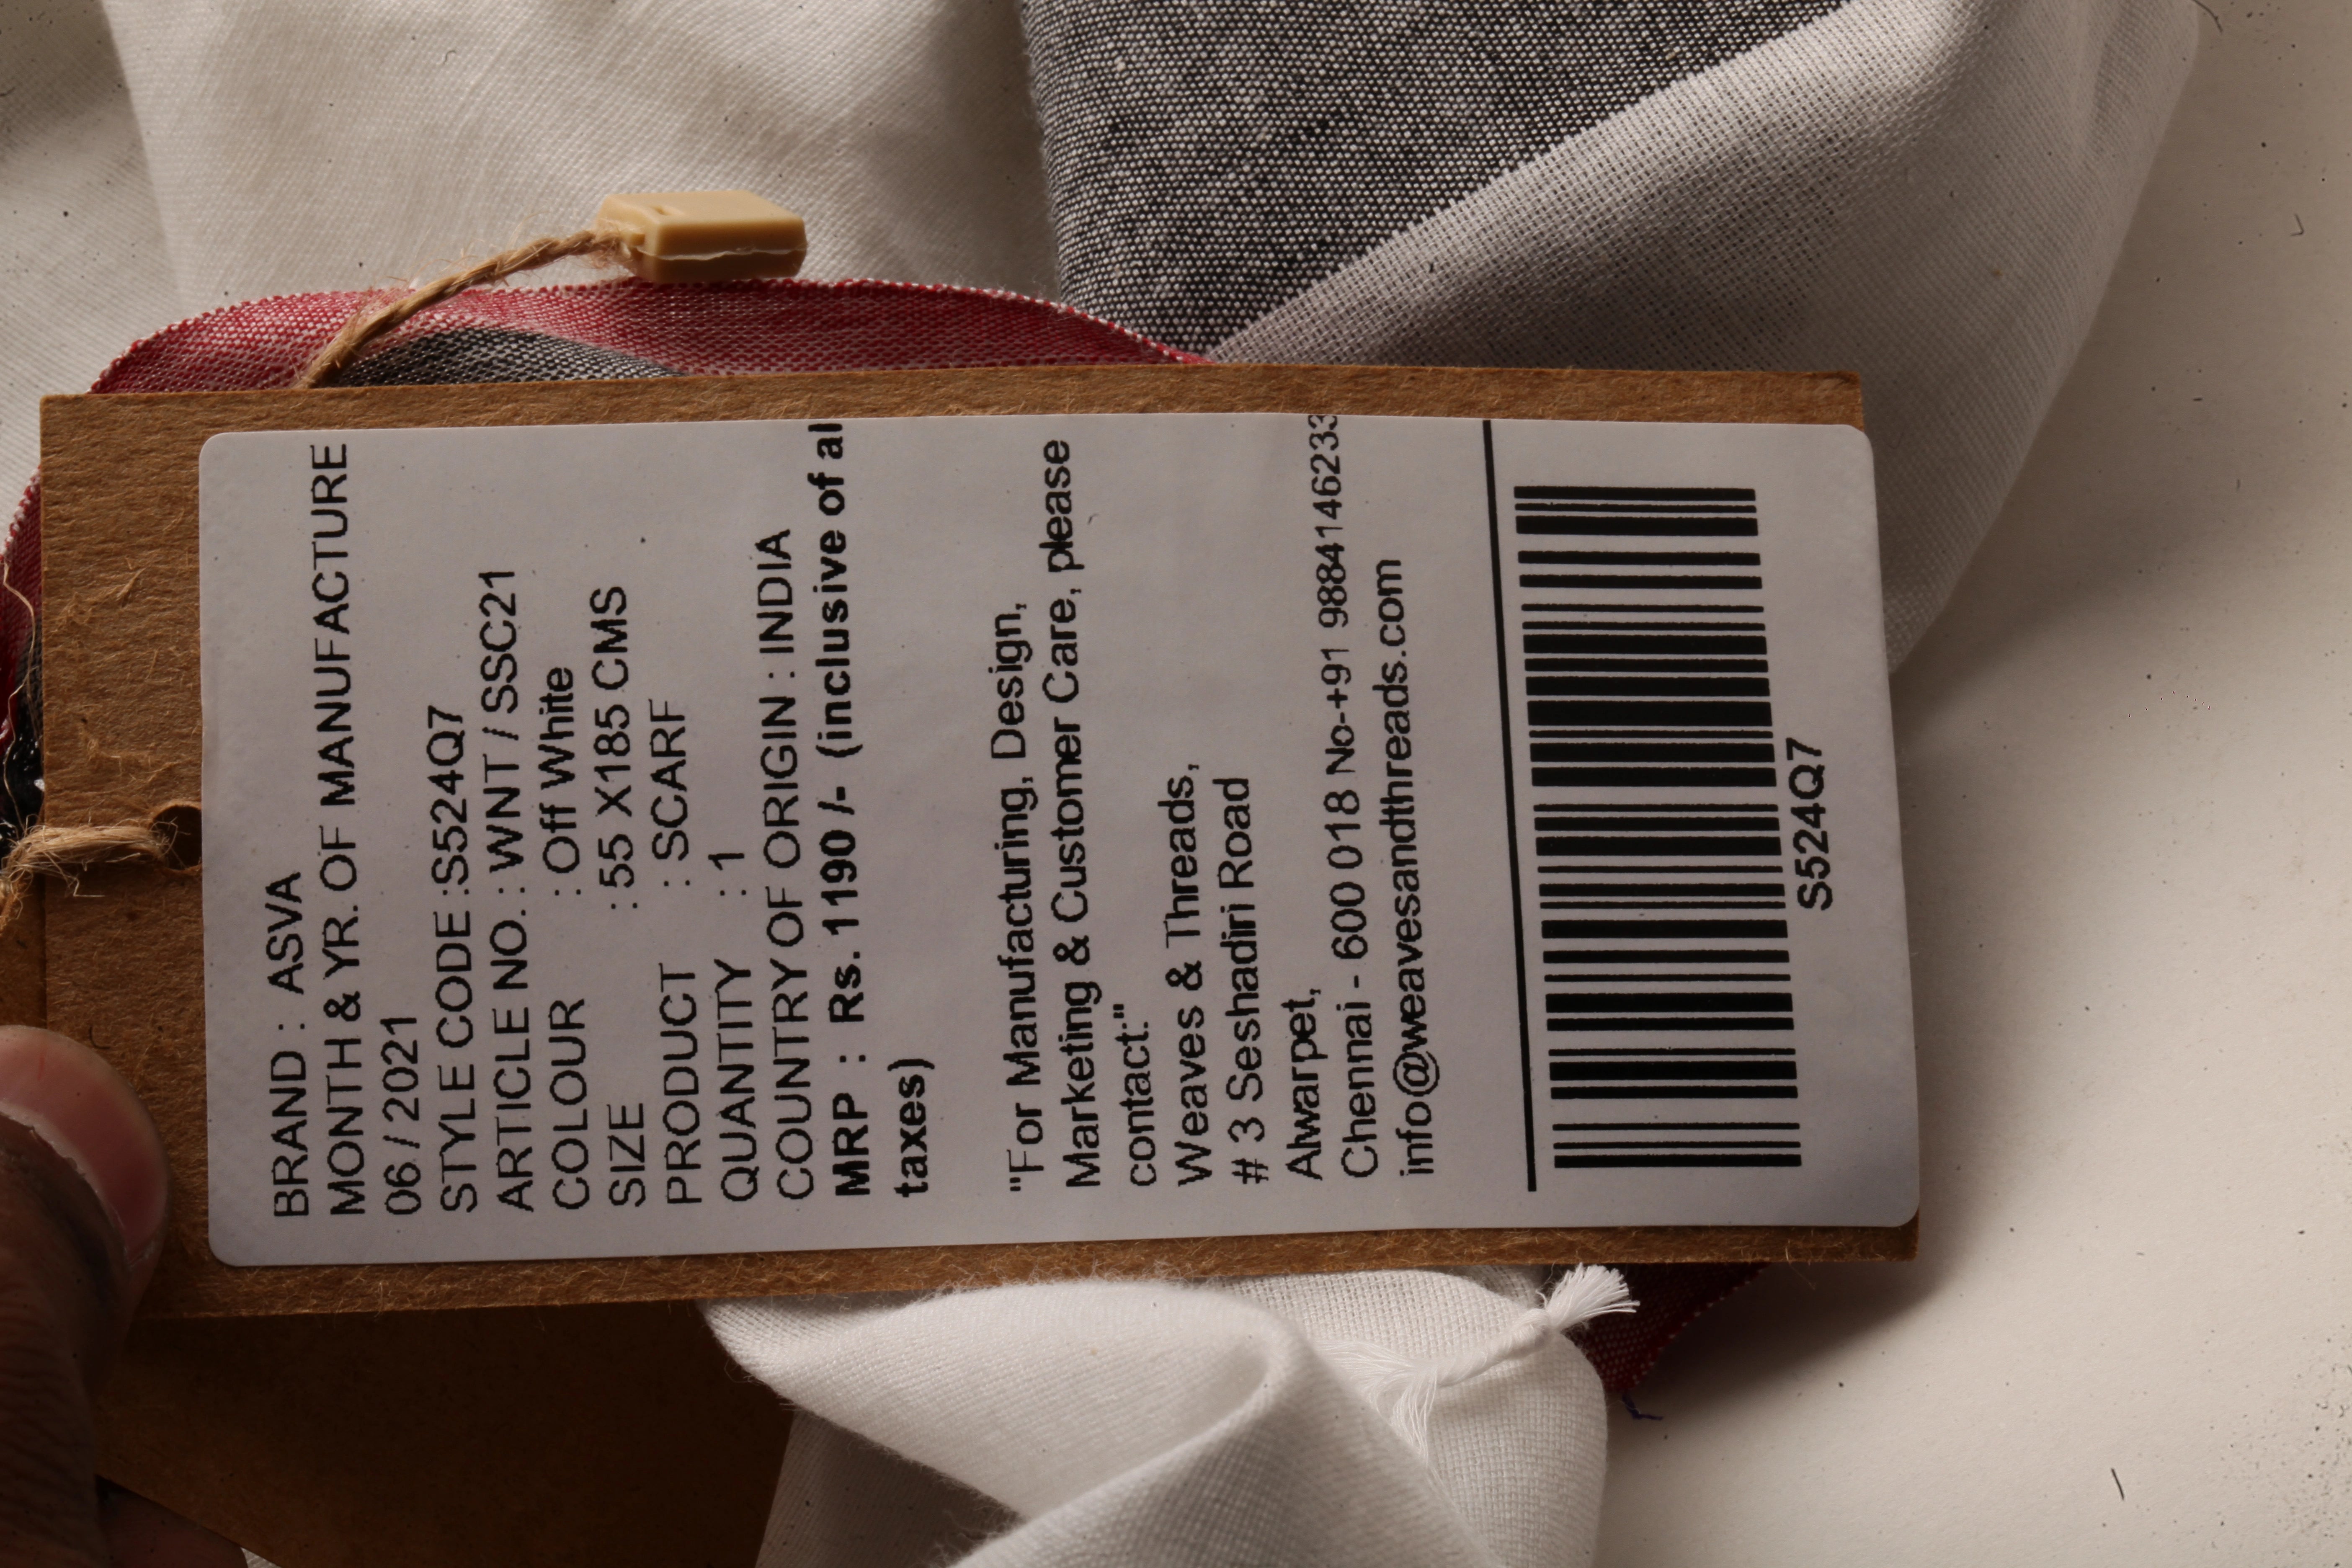 BRAND : ASVA
MONTH & YR. OF MANUFACTURE
06 / 2021
STYLE CODE :S524Q7
ARTICLE NO. : WNT / SSC21
COLOUR : Off White
SIZE : 55 X185 CMS
PRODUCT : SCARF
QUANTITY : 1
COUNTRY OF ORIGIN : INDIA
MRP : Rs. 1190 /- (inclusive of al
taxes)
"For Manufacturing, Design,
Marketing & Customer Care, please
contact:"
Weaves & Threads,
# 3 Seshadiri Road
Alwarpet,
Chennai - 600 018 No-+91 9884146233
info@weavesandthreads.com
S524Q7